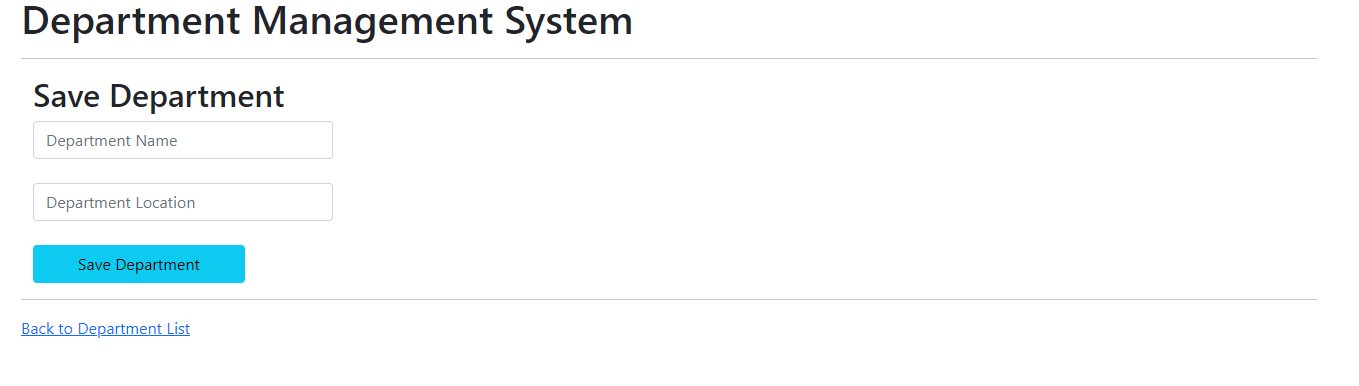 Department Management System
Save Department
Department Name
Department Location
Save Department
Back to Department List